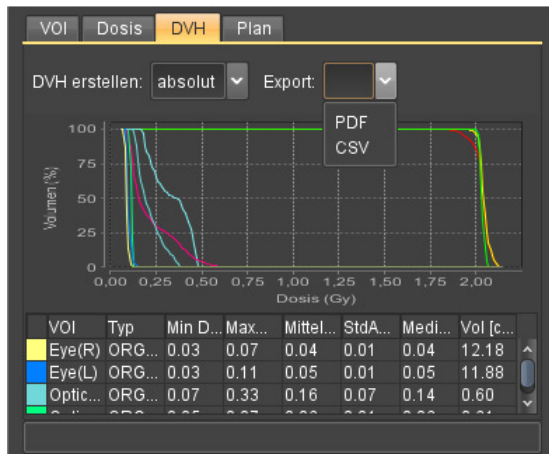 VOI Dosis DVH Plan
DVH erstellen: absolut Export:
PDF
CSV
100
75
50
25
0
Volumen (%)
0,00 0,25 0,50 0,75 1,00 1,25 1,50 1,75 2,00
Dosis (Gy)
VOI Typ Min D... Max... Mittel... StdA... Medi... Vol [c...
Eye(R) ORG... 0.03 0.07 0.04 0.01 0.04 12.18
Eye(L) ORG... 0.03 0.11 0.05 0.01 0.05 11.88
Optic... ORG... 0.07 0.33 0.16 0.07 0.14 0.60